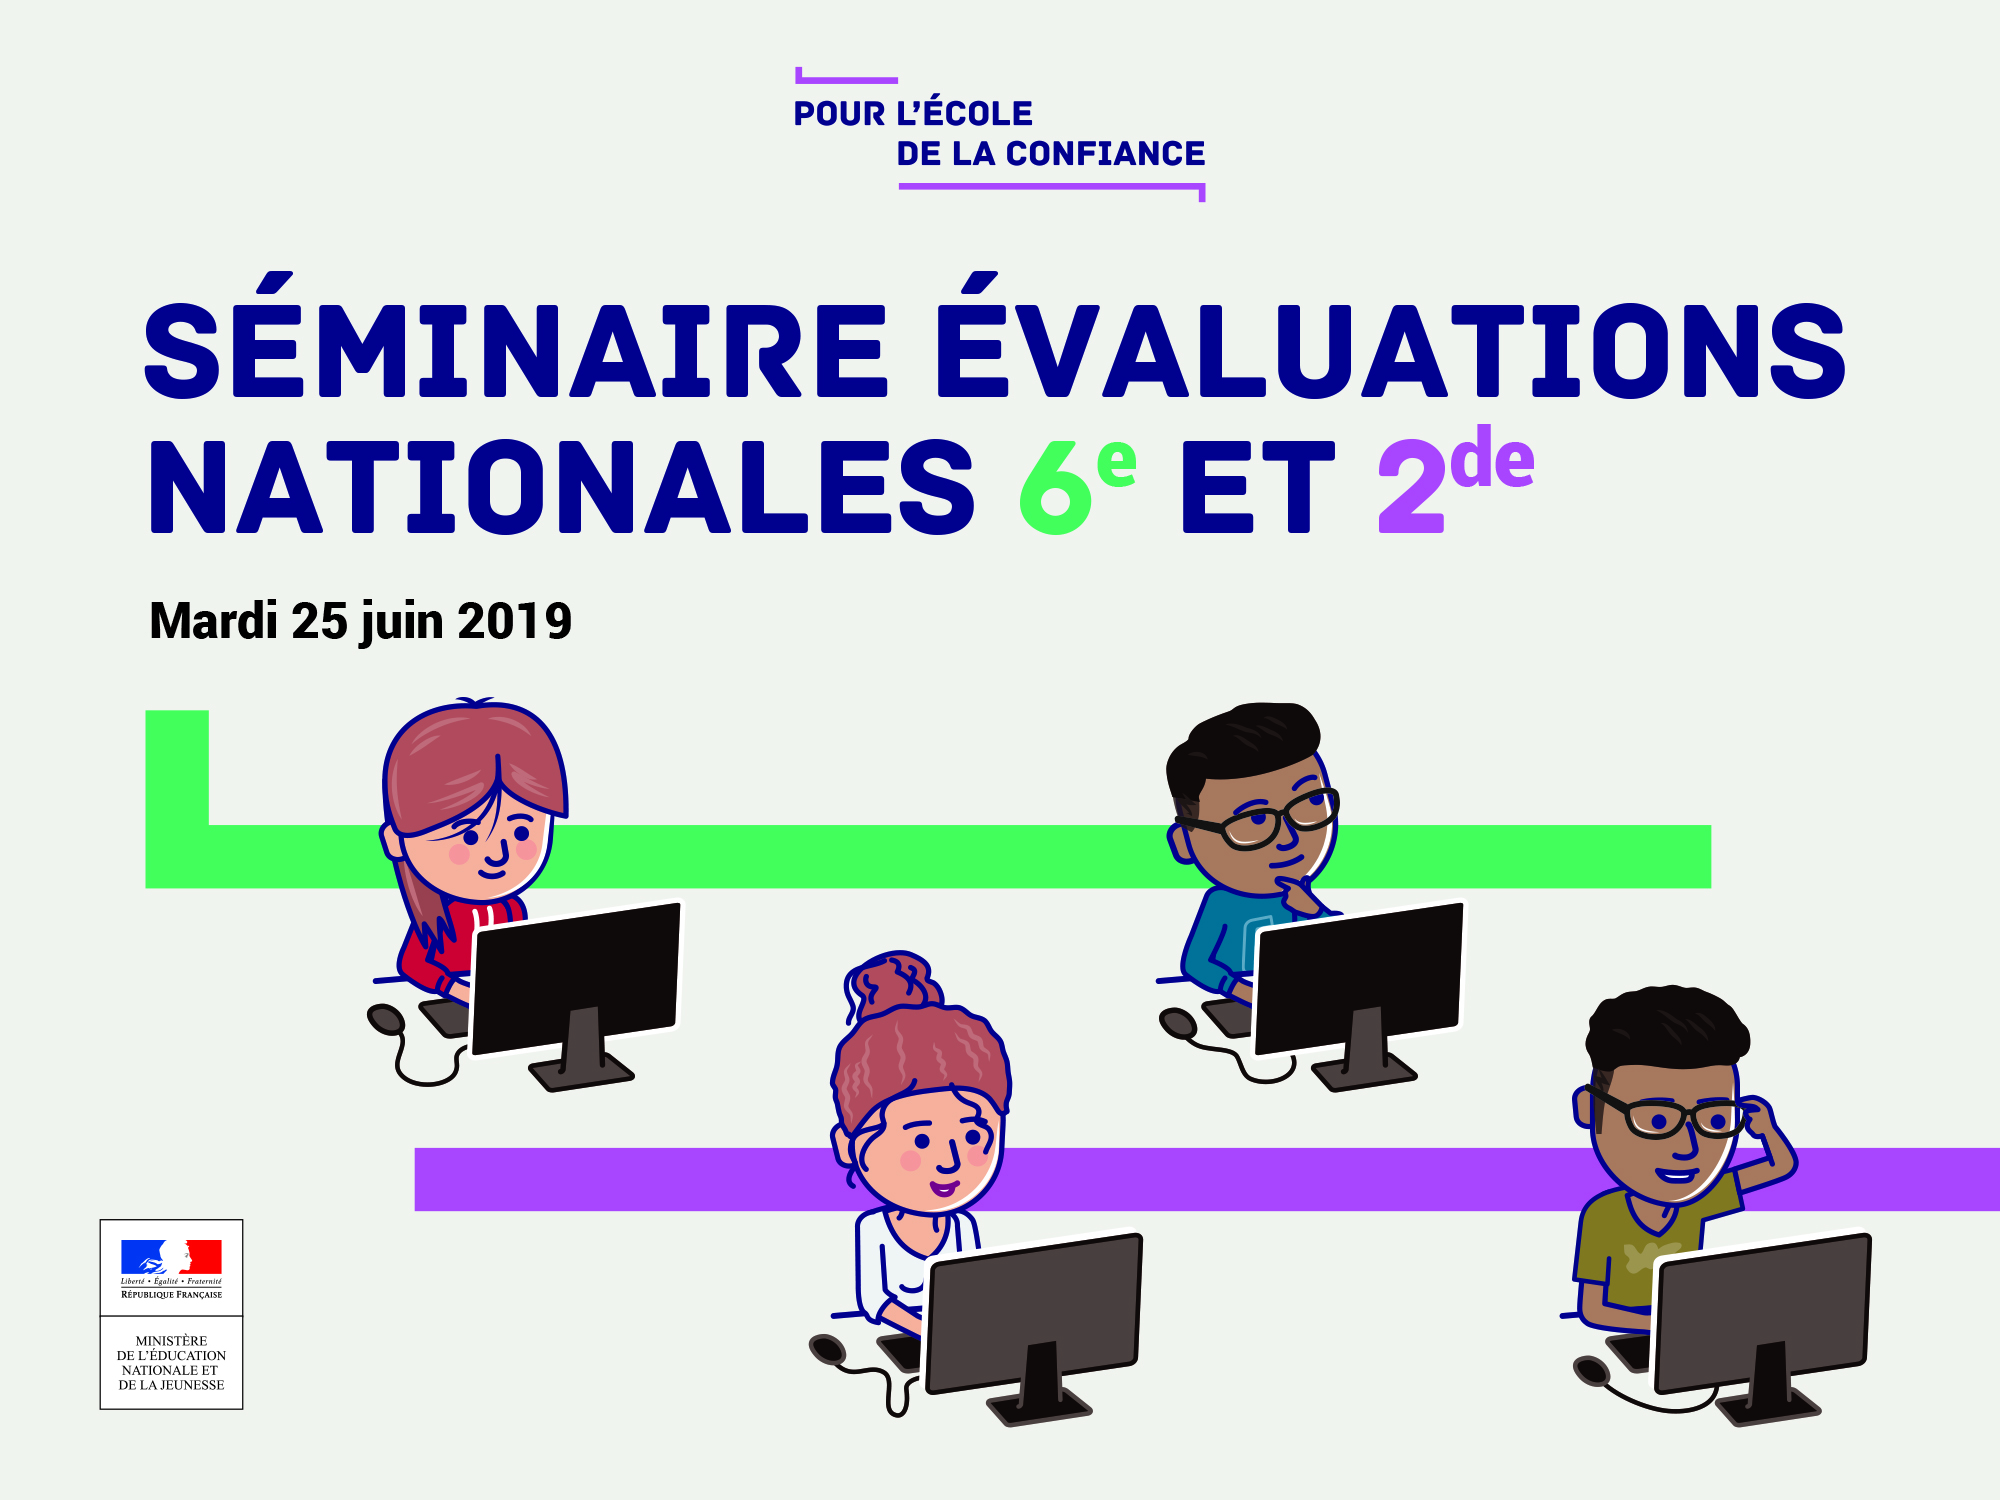 POUR L'ÉCOLE
DE LA CONFIANCE
SÉMINAIRE ÉVALUATIONS
NATIONALES 6e ET 2de
Mardi 25 juin 2019
Liberté • Égalité • Fraternité
RÉPUBLIQUE FRANÇAISE
MINISTÈRE
DE L'ÉDUCATION
NATIONALE ET
DE LA JEUNESSE